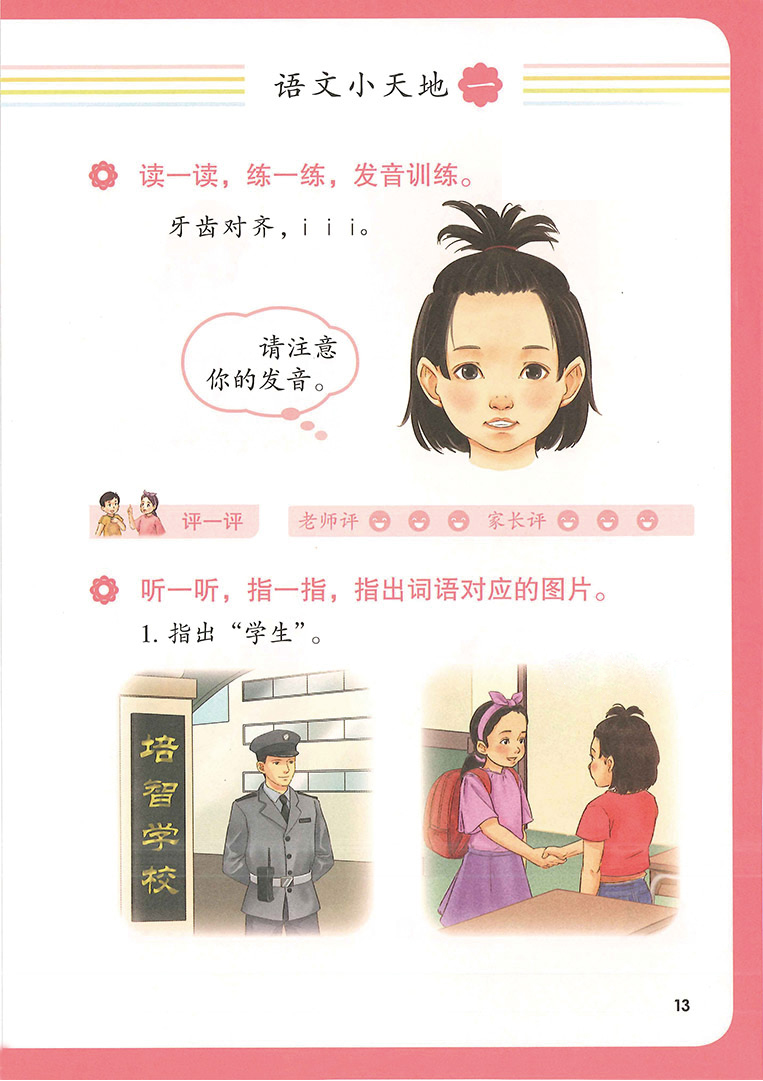 语文小天地 一
读一读，练一练，发音训练。
牙齿对齐，i i i。
请注意
你的发音。
评一评 老师评 家长评
听一听，指一指，指出词语对应的图片。
1. 指出“学生”。
培智学校
13